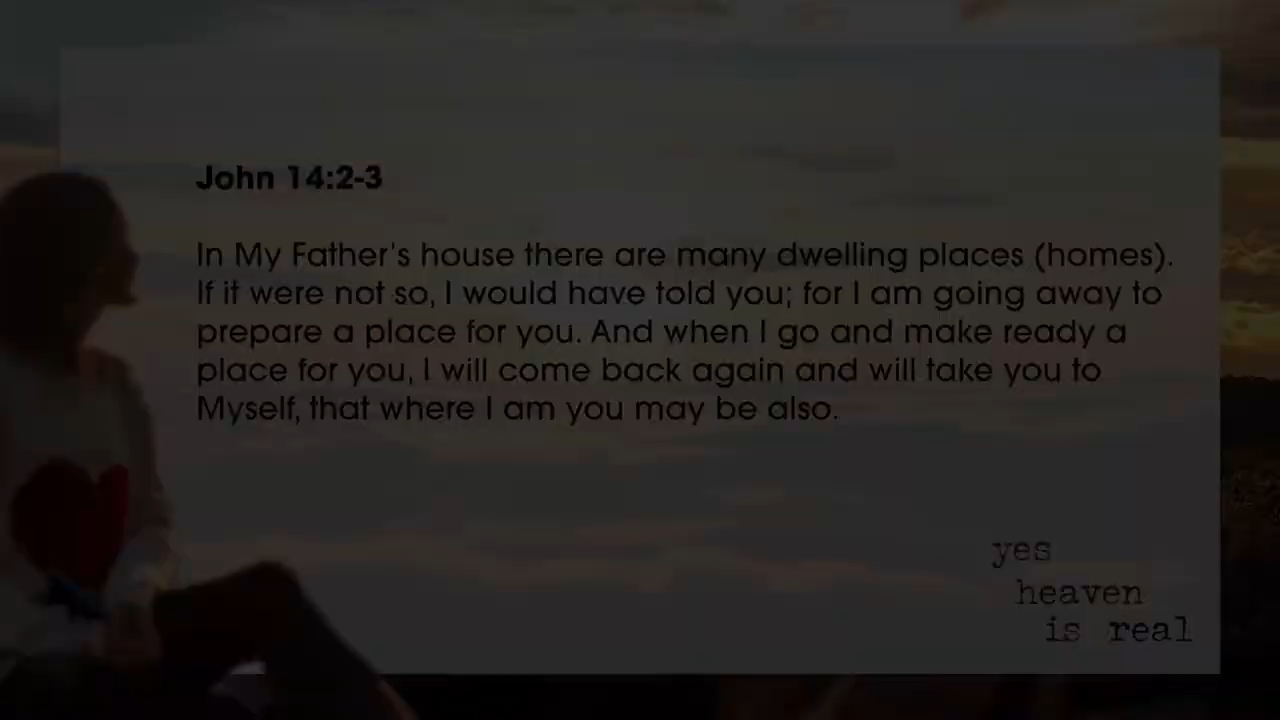 John 14:2-3
In My Father's house there are many dwelling places (homes).
If it were not so, I would have told you; for I am going away to
prepare a place for you. And when I go and make ready a
place for you, I will come back again and will take you to
Myself, that where I am you may be also.
yes
heaven
is real